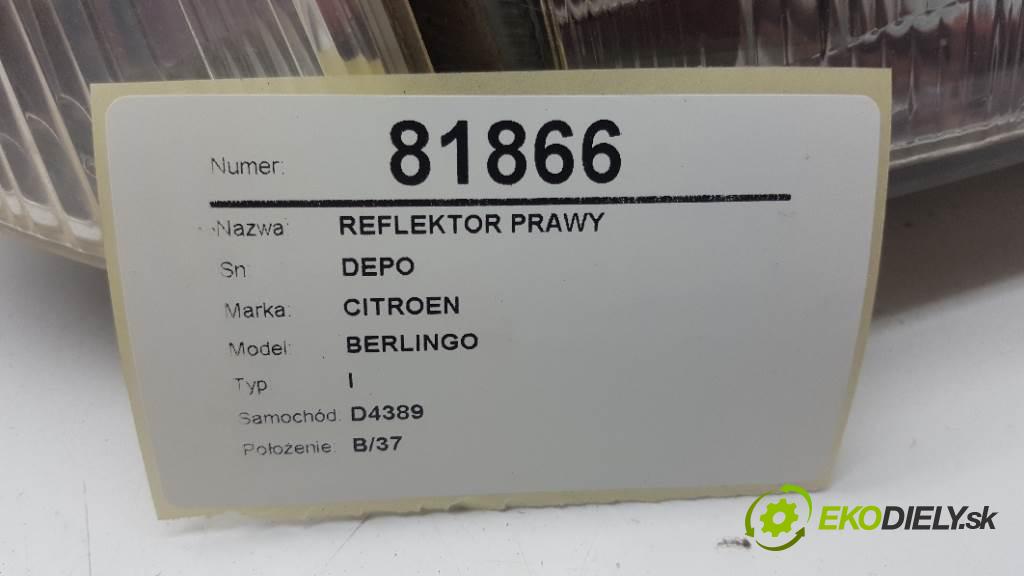 Numer: 81866
Nazwa: REFLEKTOR PRAWY
Sn: DEPO
Marka: CITROEN
Model: BERLINGO
Typ I
Samochód: D4389
Położenie: B/37
EKODIELY.sk